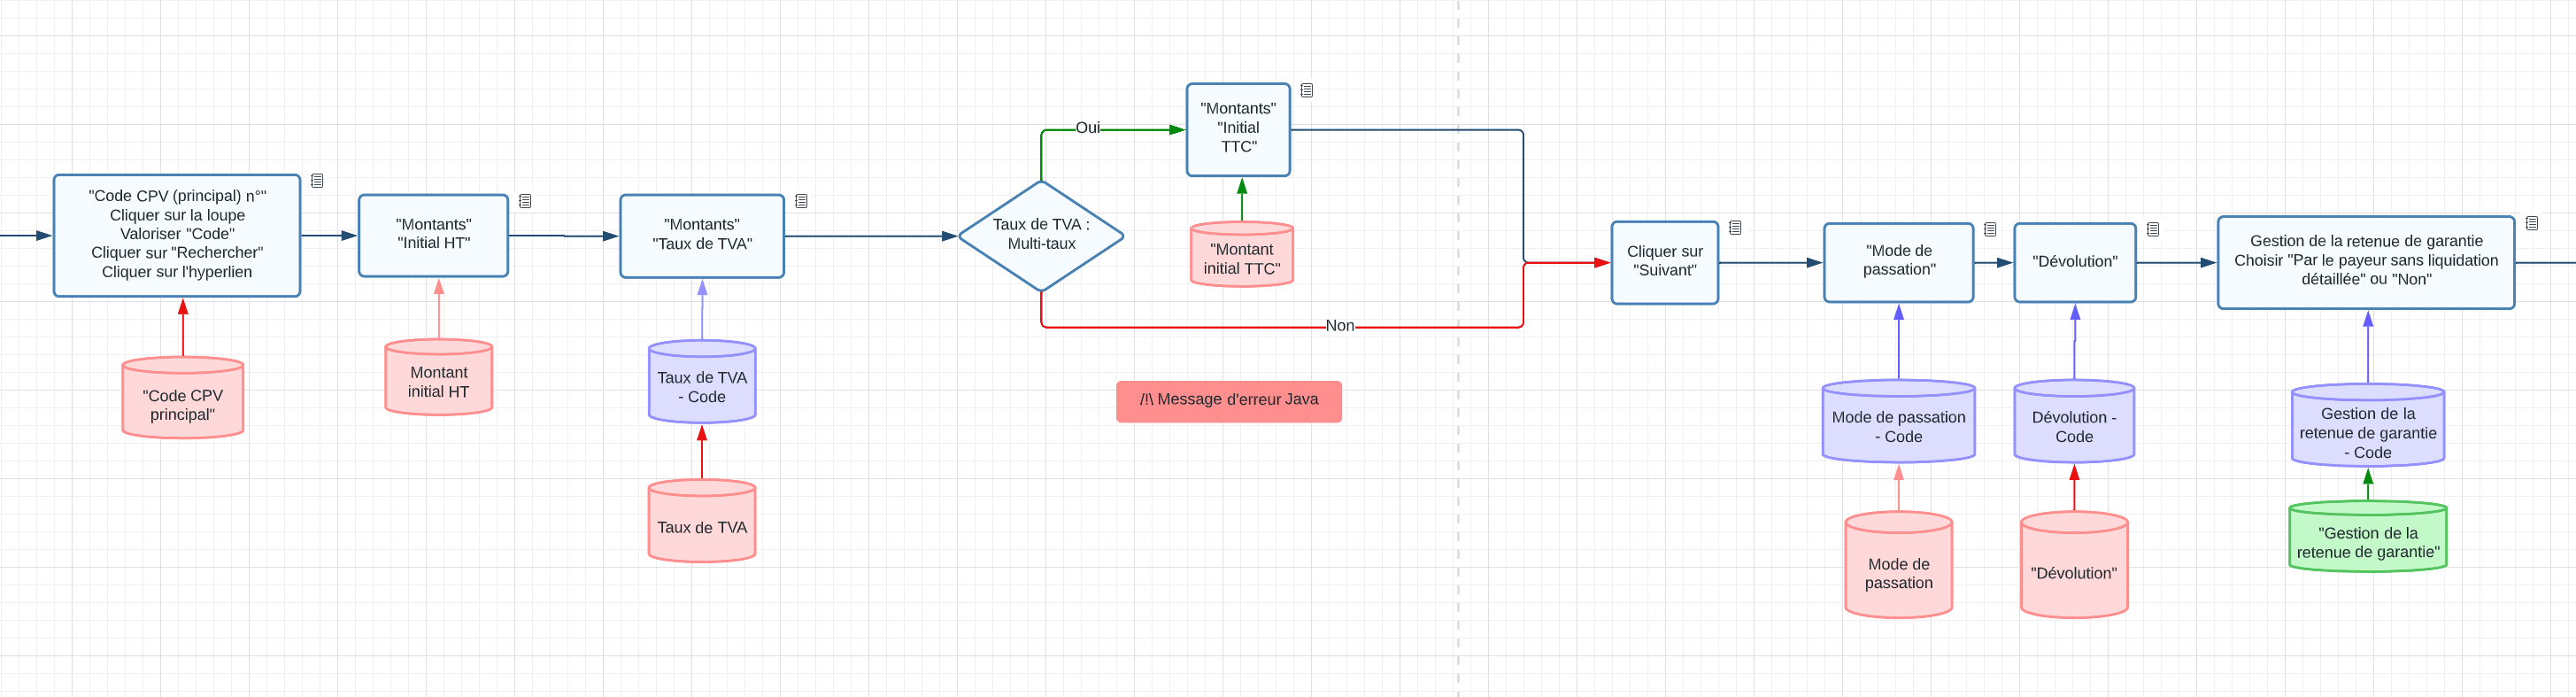 "Code CPV (principal) n°"
Cliquer sur la loupe
Valoriser "Code"
Cliquer sur "Rechercher"
Cliquer sur l'hyperlien
"Code CPV
principal"
"Montants"
"Initial HT"
Montant
initial HT
"Montants"
"Taux de TVA"
Taux de TVA
- Code
Taux de TVA
Taux de TVA :
Multi-taux
Oui
Non
"Montants"
"Initial
TTC"
"Montant
initial TTC"
/!\ Message d'erreur Java
Cliquer sur
"Suivant"
"Mode de
passation"
Mode de passation
- Code
Mode de
passation
"Dévolution"
Dévolution -
Code
"Dévolution"
Gestion de la retenue de garantie
Choisir "Par le payeur sans liquidation
détaillée" ou "Non"
Gestion de la
retenue de garantie
- Code
"Gestion de la
retenue de garantie"